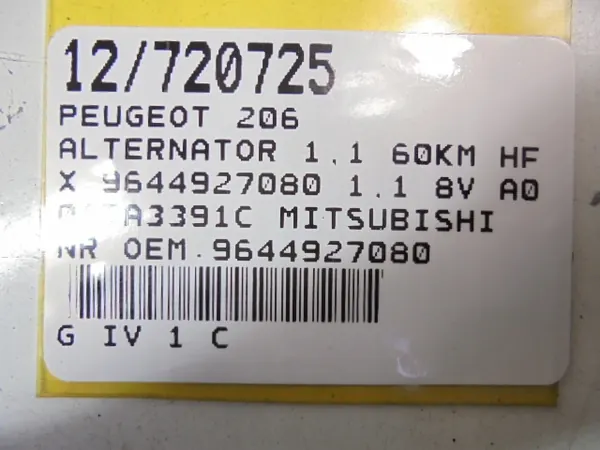 12/720725
PEUGEOT 206
ALTERNATOR 1.1 60KM HF
X 9644927080 1.1 8V A0
MITSUBISHI
NR OEM 9644927080
G IV 1 C